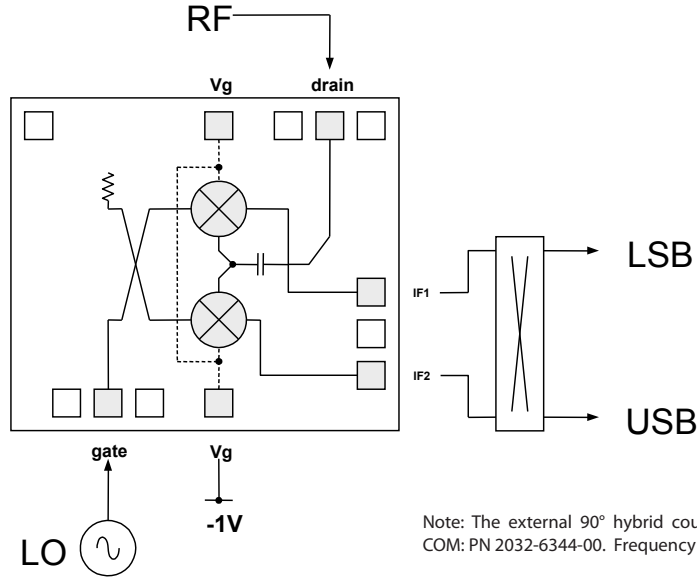 RF
Vg
drain
IF1
LSB
IF2
USB
gate
Vg
-1V
LO
Note: The external 90° hybrid
COM: PN 2032-6344-00. Frequency